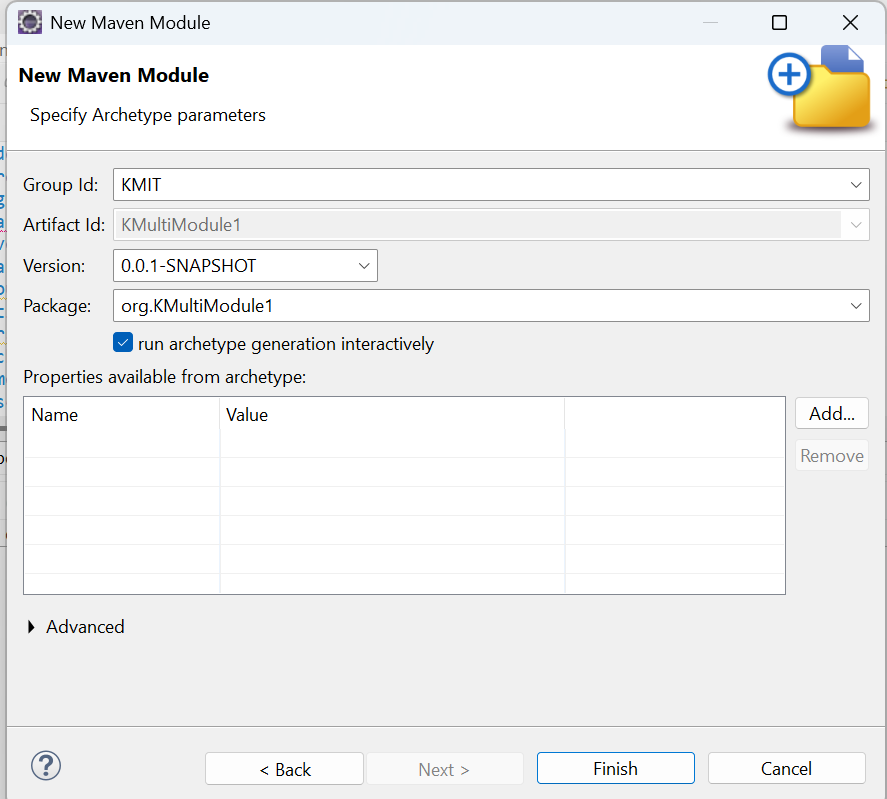 New Maven Module
New Maven Module
Specify Archetype parameters
Group Id: KMIT
Artifact Id: KMultiModule1
Version: 0.0.1-SNAPSHOT
Package: org.KMultiModule1
run archetype generation interactively
Properties available from archetype:
Name Value
Add...
Remove
Advanced
? < Back Next > Finish Cancel